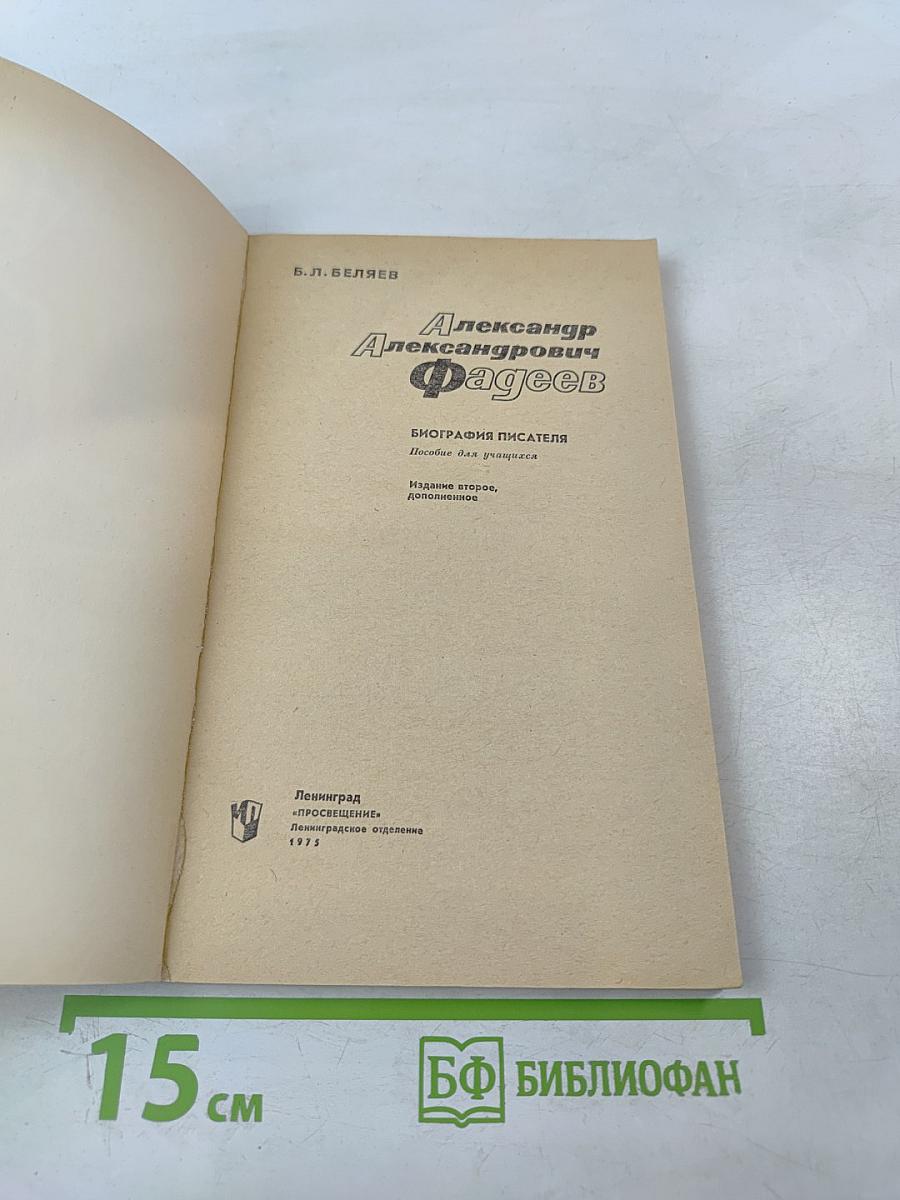 Б. Л. БЕЛЯЕВ
Александр
Александрович
Фадеев
БИОГРАФИЯ ПИСАТЕЛЯ
Пособие для учащихся
Издание второе,
дополненное
ИП
Ленинград
«ПРОСВЕЩЕНИЕ»
Ленинградское отделение
1975
15 см
БФ БИБЛИОФАН